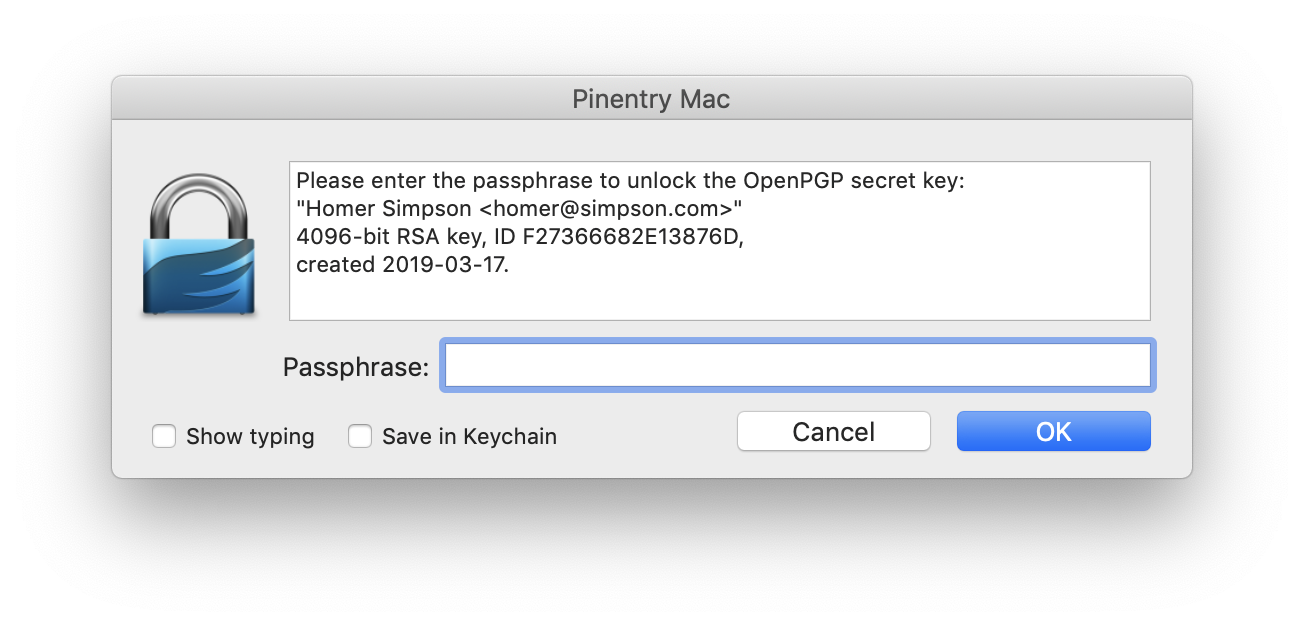 Pinentry Mac
Please enter the passphrase to unlock the OpenPGP secret key:
"Homer Simpson <homer@simpson.com>"
4096-bit RSA key, ID F27366682E13876D,
created 2019-03-17.
Passphrase:
Show typing
Save in Keychain
Cancel
OK